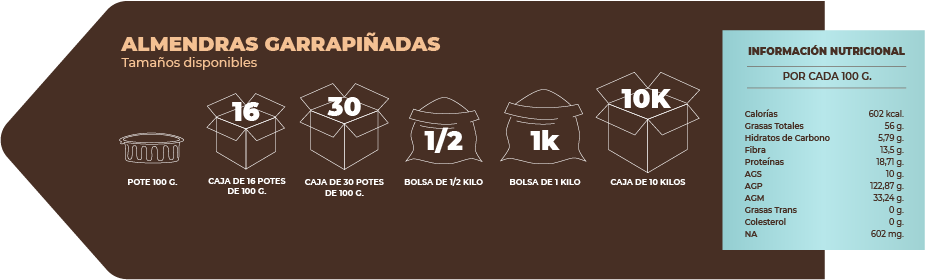 ALMENDRAS GARRAPIÑADAS
Tamaños disponibles
16
30
1/2
1k
10K
POTE 100 G.
CAJA DE 16 POTES
DE 100 G.
CAJA DE 30 POTES
DE 100 G.
BOLSA DE 1/2 KILO
BOLSA DE 1 KILO
CAJA DE 10 KILOS
INFORMACIÓN NUTRICIONAL
POR CADA 100 G.
Calorías 602 kcal.
Grasas Totales 56 g.
Hidratos de Carbono 5,79 g.
Fibra 13,5 g.
Proteínas 18,71 g.
AGS 10 g.
AGP 122,87 g.
AGM 33,24 g.
Grasas Trans 0 g.
Colesterol 0 g.
NA 602 mg.